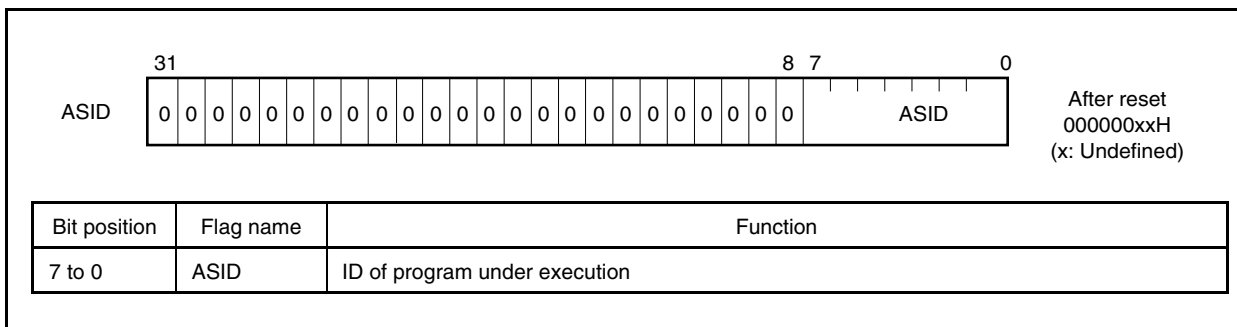 31 8 7 0
ASID 0 0 0 0 0 0 0 0 0 0 0 0 0 0 0 0 0 0 0 0 0 0 0 0 ASID
After reset
000000xxH
(x: Undefined)
Bit position Flag name Function
7 to 0 ASID ID of program under execution